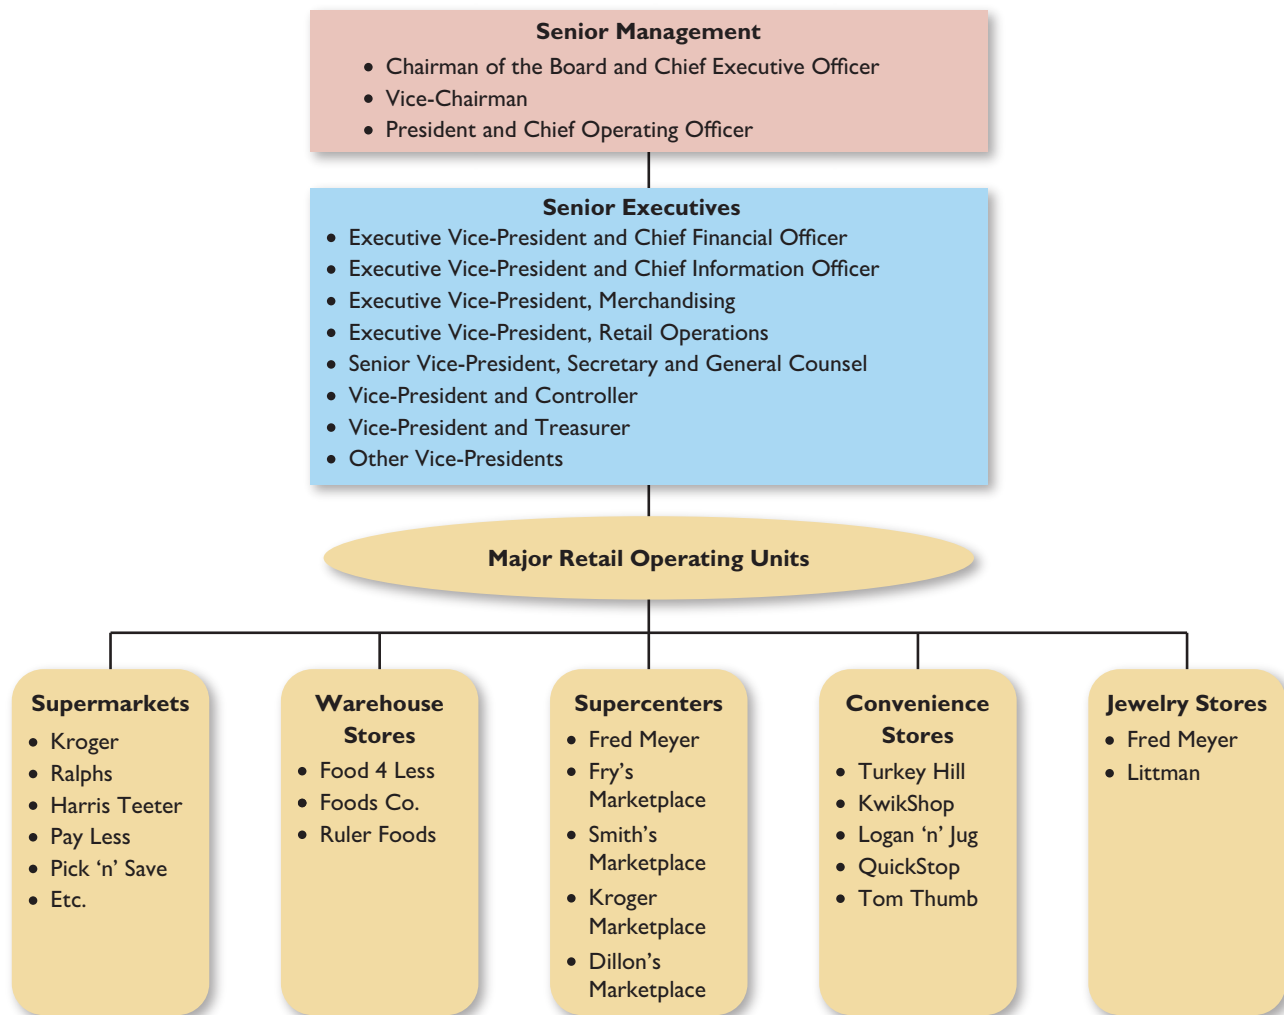 Senior Management
• Chairman of the Board and Chief Executive Officer
• Vice-Chairman
• President and Chief Operating Officer
Senior Executives
• Executive Vice-President and Chief Financial Officer
• Executive Vice-President and Chief Information Officer
• Executive Vice-President, Merchandising
• Executive Vice-President, Retail Operations
• Senior Vice-President, Secretary and General Counsel
• Vice-President and Controller
• Vice-President and Treasurer
• Other Vice-Presidents
Major Retail Operating Units
Supermarkets
• Kroger
• Ralphs
• Harris Teeter
• Pay Less
• Pick ‘n’ Save
• Etc.
Warehouse
Stores
• Food 4 Less
• Foods Co.
• Ruler Foods
Supercenters
• Fred Meyer
• Fry's
Marketplace
• Smith's
Marketplace
• Kroger
Marketplace
• Dillon's
Marketplace
Convenience
Stores
• Turkey Hill
• KwikShop
• Logan ‘n’ Jug
• QuickStop
• Tom Thumb
Jewelry Stores
• Fred Meyer
• Littman